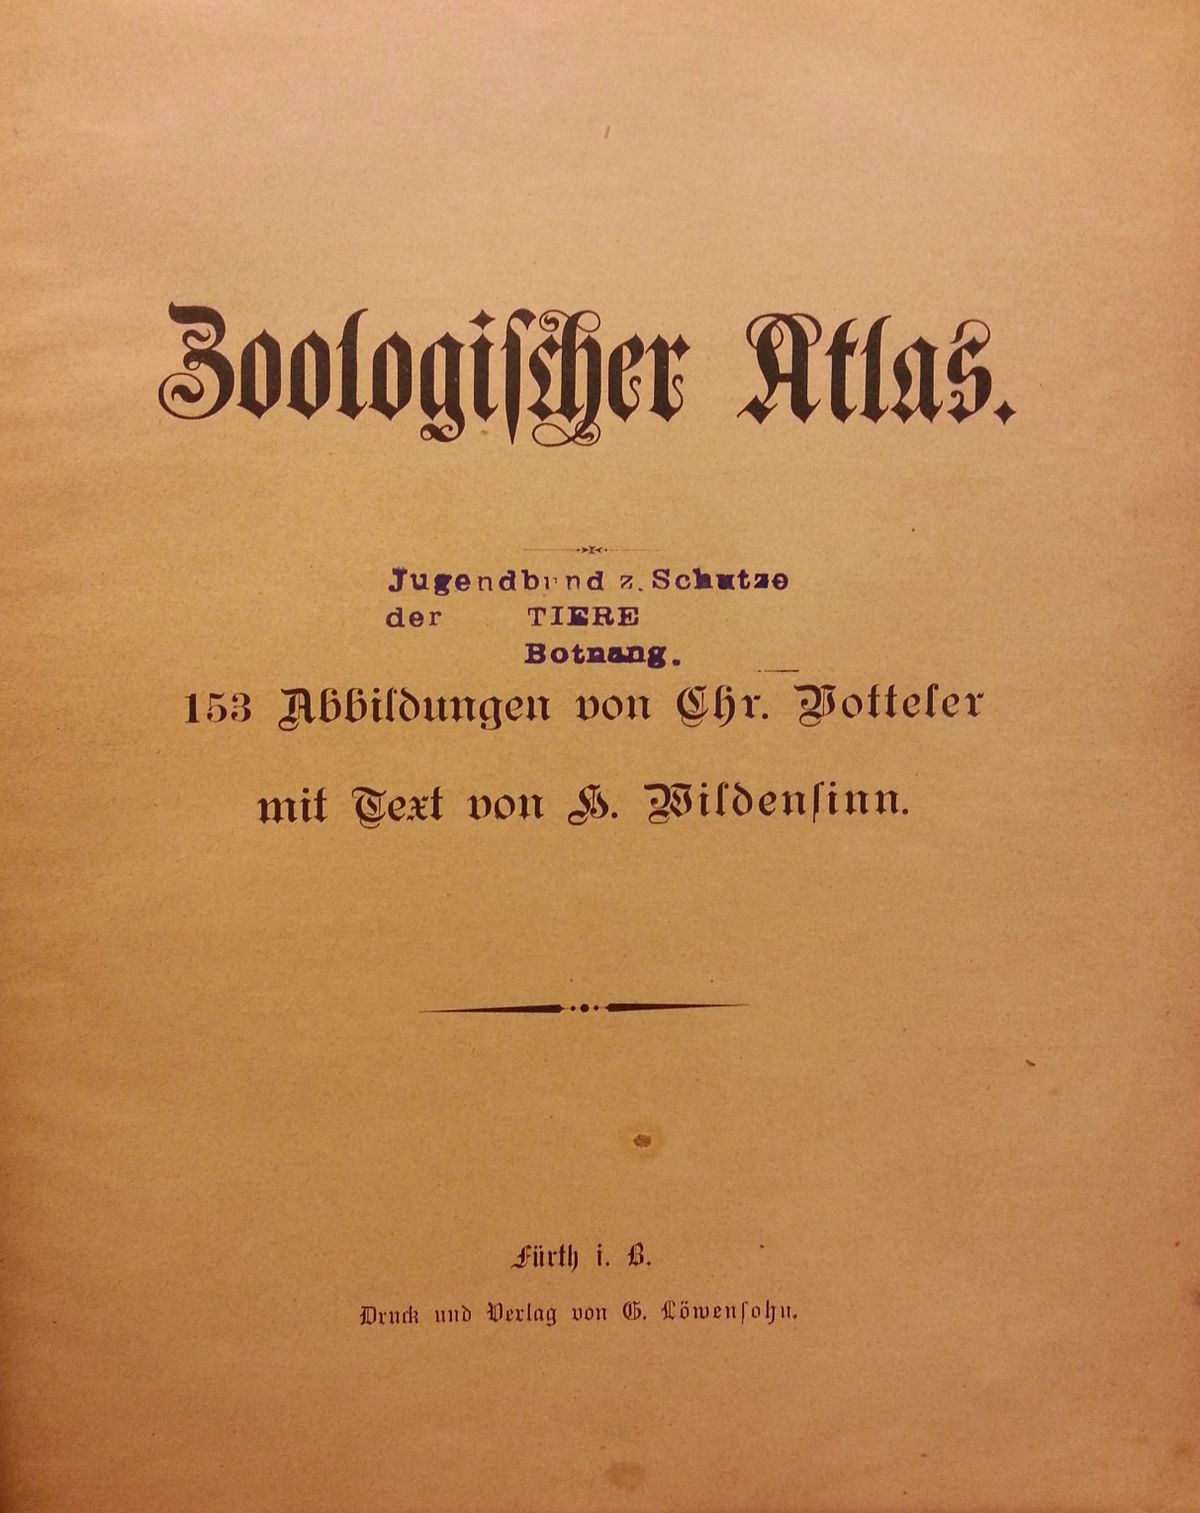 Zoologiſcher Atlas.
Jugendbund z. Schutze
der TIERE
Botnang.
153 Abbildungen von Chr. Votteler
mit Text von H. Wildenſinn.
Fürth i. B.
Druck und Verlag von G. Löwenſohn.